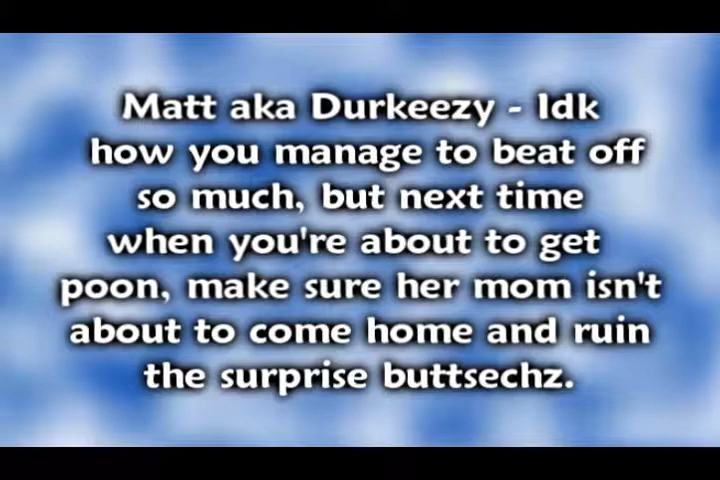 Matt aka Durkeezy - Idk
how you manage to beat off
so much, but next time
when you're about to get
poon, make sure her mom isn't
about to come home and ruin
the surprise buttsechz.